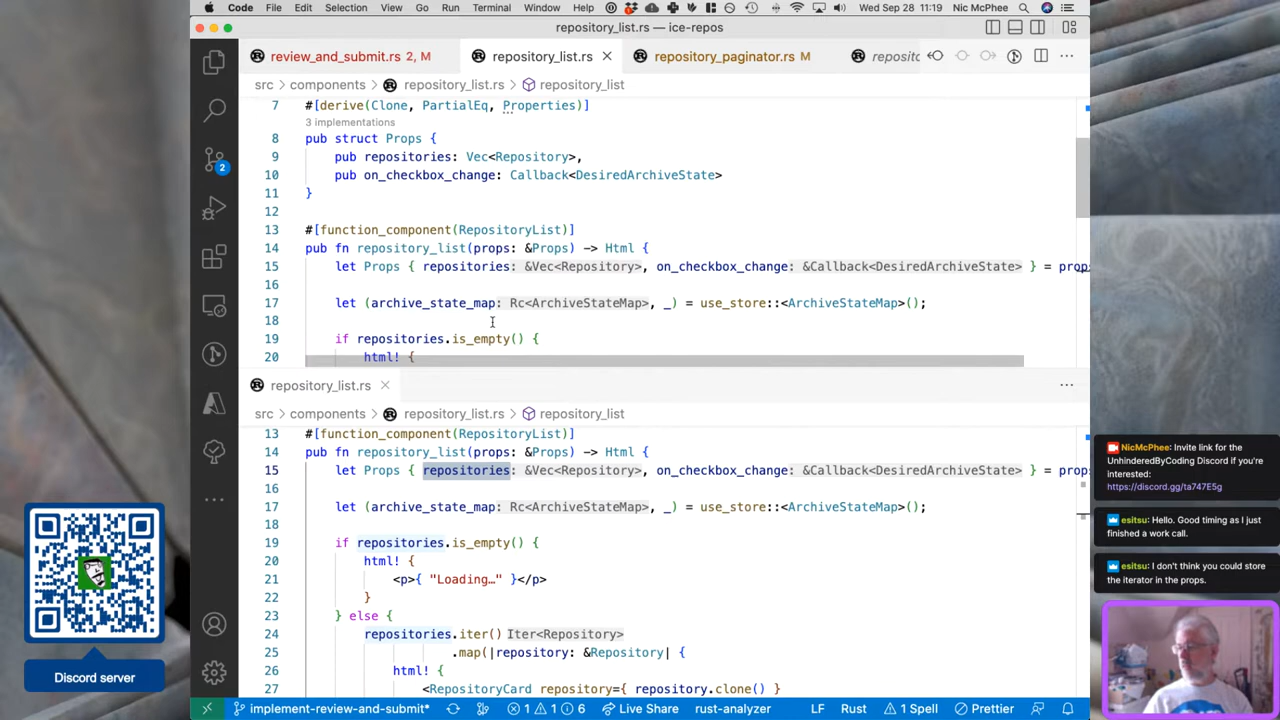 Code File Edit Selection View Go Run Terminal Window Help Wed Sep 28 11:19 Nic McPhee
repository_list.rs — ice-repos
review_and_submit.rs 2, M repository_list.rs repository_paginator.rs M
src > components > repository_list.rs > repository_list
7 #[derive(Clone, PartialEq, Properties)]
3 implementations
8 pub struct Props {
9 pub repositories: Vec<Repository>,
10 pub on_checkbox_change: Callback<DesiredArchiveState>
11 }
12
13 #[function_component(RepositoryList)]
14 pub fn repository_list(props: &Props) -> Html {
15 let Props { repositories: &Vec<Repository>, on_checkbox_change: &Callback<DesiredArchiveState> } = prop
16
17 let (archive_state_map: Rc<ArchiveStateMap>, _) = use_store::<ArchiveStateMap>();
18
19 if repositories.is_empty() {
20 html! {
repository_list.rs
src > components > repository_list.rs > repository_list
13 #[function_component(RepositoryList)]
14 pub fn repository_list(props: &Props) -> Html {
15 let Props { repositories: &Vec<Repository>, on_checkbox_change: &Callback<DesiredArchiveState> } = prop
16
17 let (archive_state_map: Rc<ArchiveStateMap>, _) = use_store::<ArchiveStateMap>();
18
19 if repositories.is_empty() {
20 html! {
21 <p>{ "Loading…" }</p>
22 }
23 } else {
24 repositories.iter() Iter<Repository>
25 .map(|repository: &Repository| {
26 html! {
27 <RepositoryCard repository={ repository.clone() }
2
implement-review-and-submit* 1 1 6 Live Share rust-analyzer LF Rust 1 Spell Prettier
Discord server
NicMcPhee: Invite link for the
UnhinderedByCoding Discord if you're
interested:
https://discord.gg/ta747E5g
esitsu: Hello. Good timing as I just
finished a work call.
esitsu: I don't think you could store
the iterator in the props.